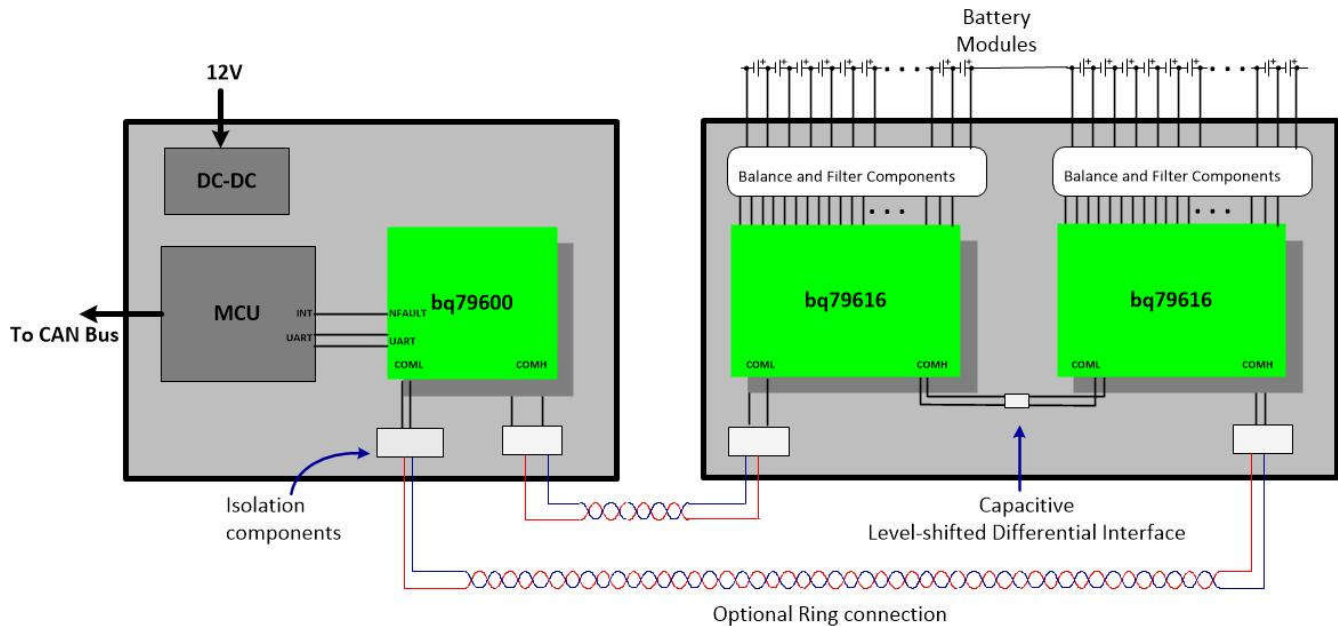 Battery
Modules
12V
DC-DC
Balance and Filter Components
Balance and Filter Components
bq79600
bq79616
bq79616
MCU
INT
NFAULT
UART
UART
To CAN Bus
COML
COMH
COML
COMH
COML
COMH
Isolation
components
Capacitive
Level-shifted Differential Interface
Optional Ring connection